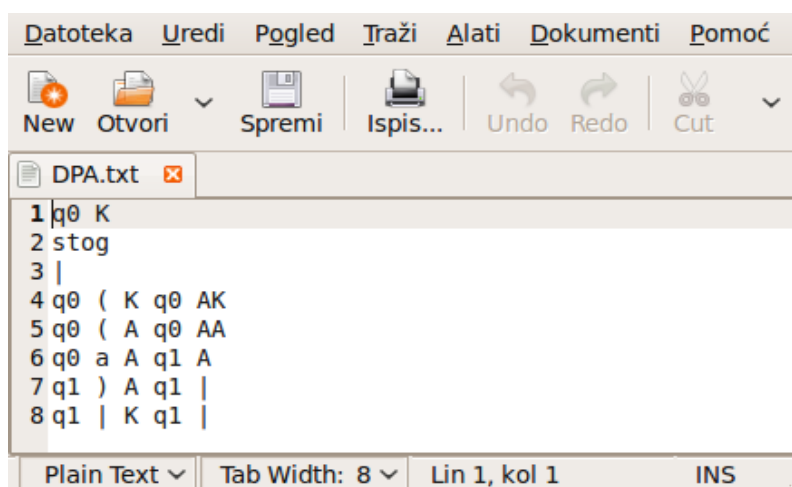 Datoteka Uredi Pogled Traži Alati Dokumenti Pomoć
New Otvori Spremi Ispis... Undo Redo Cut
DPA.txt
1 q0 K
2 stog
3 |
4 q0 ( K q0 AK
5 q0 ( A q0 AA
6 q0 a A q1 A
7 q1 ) A q1 |
8 q1 | K q1 |
Plain Text Tab Width: 8 Lin 1, kol 1 INS